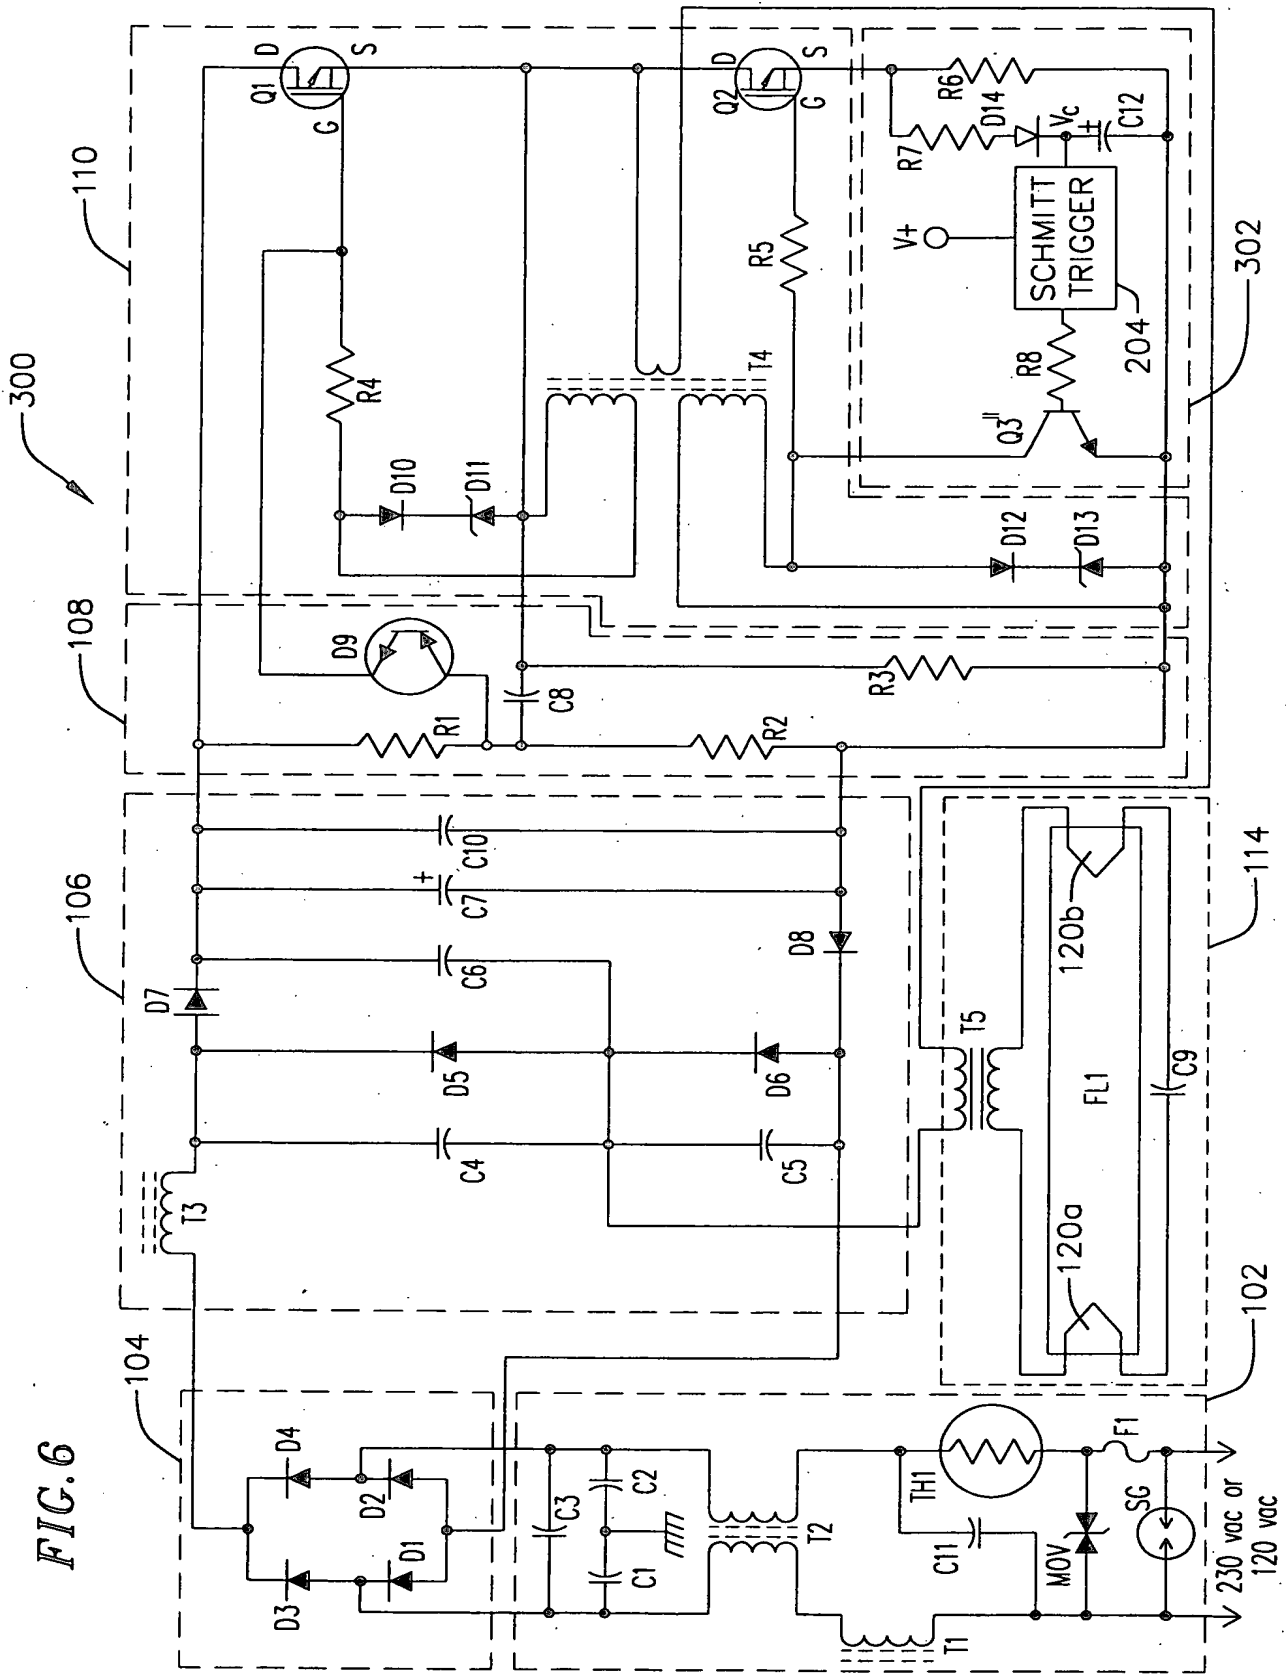 FIG. 6
300
110
108
106
104
102
114
302
204
D
Q1
S
G
D
Q2
S
G
R4
R5
D10
D11
T4
D12
D13
R6
R7
D14
Vc
+
C12
V+
SCHMITT
TRIGGER
R8
Q3"
D9
R1
C8
R2
R3
C10
+
C7
C6
D7
D8
D5
D6
C4
C5
T3
T5
120b
FL1
C9
120a
D4
D2
D3
D1
C3
C2
C1
T2
TH1
C11
F1
MOV
SG
T1
230 vac or
120 vac